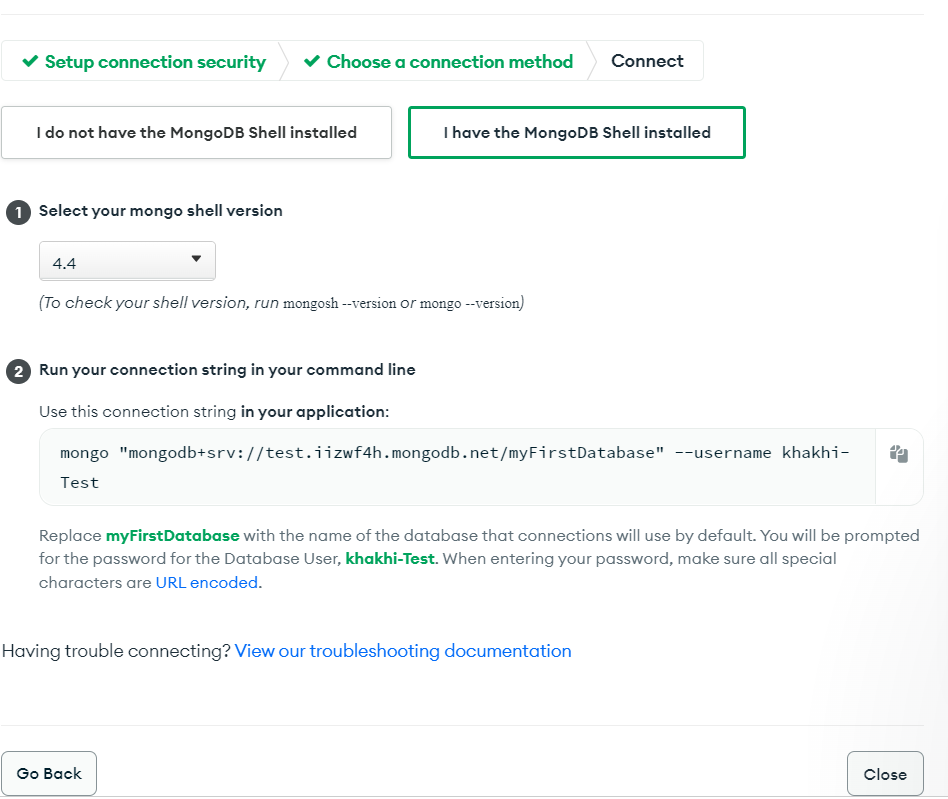 Setup connection security
Choose a connection method
Connect
I do not have the MongoDB Shell installed
I have the MongoDB Shell installed
1 Select your mongo shell version
4.4
(To check your shell version, run mongosh --version or mongo --version)
2 Run your connection string in your command line
Use this connection string in your application:
mongo "mongodb+srv://test.iizwf4h.mongodb.net/myFirstDatabase" --username khakhi-
Test
Replace myFirstDatabase with the name of the database that connections will use by default. You will be prompted
for the password for the Database User, khakhi-Test. When entering your password, make sure all special
characters are URL encoded.
Having trouble connecting? View our troubleshooting documentation
Go Back
Close